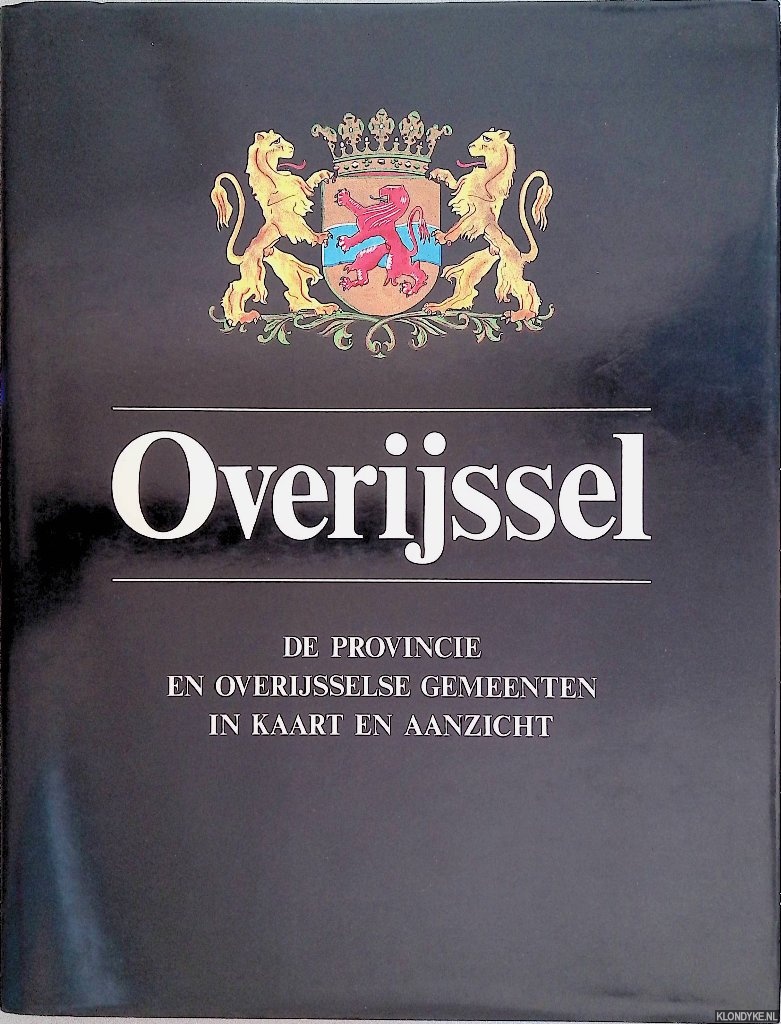 Overijssel
DE PROVINCIE
EN OVERIJSSELSE GEMEENTEN
IN KAART EN AANZICHT
KLONDYKE.NL